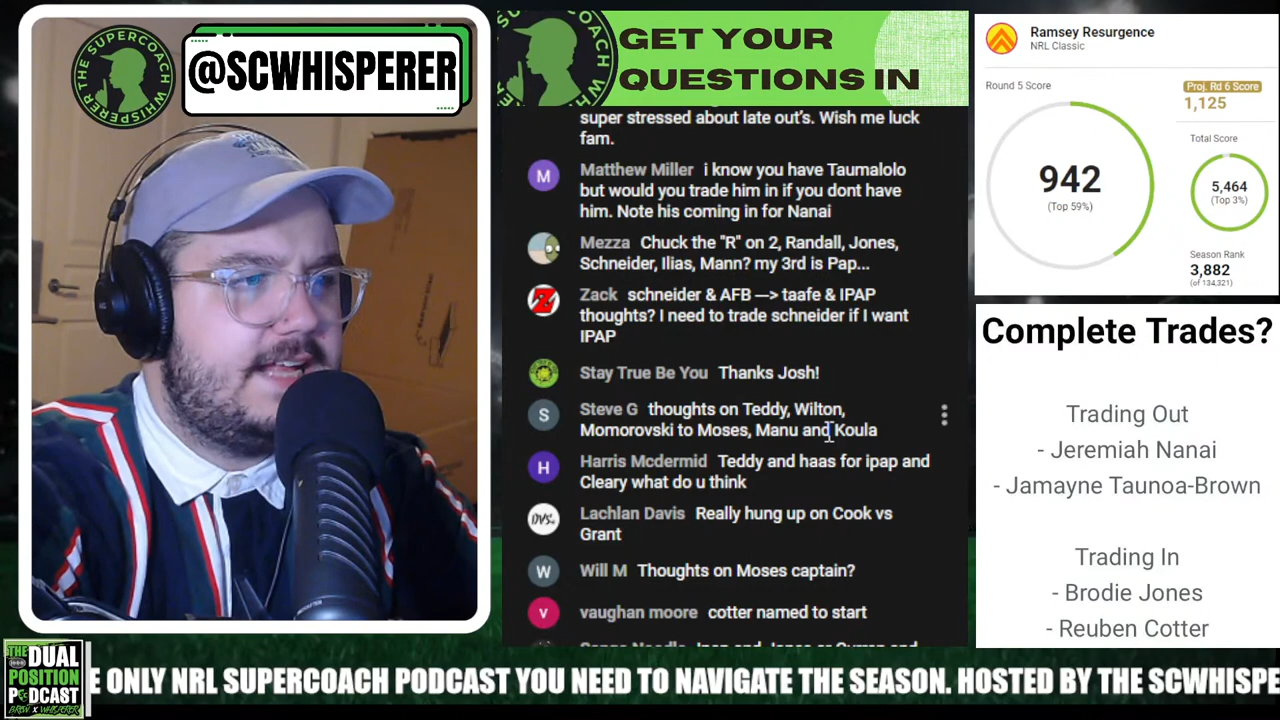 THE SUPERCOACH WHISPERER
@SCWHISPERER
GET YOUR
QUESTIONS IN
super stressed about late out's. Wish me luck
fam.
M
Matthew Miller i know you have Taumalolo
but would you trade him in if you dont have
him. Note his coming in for Nanai
Mezza Chuck the "R" on 2, Randall, Jones,
Schneider, Ilias, Mann? my 3rd is Pap...
Zack schneider & AFB —> taafe & IPAP
thoughts? I need to trade schneider if I want
IPAP
Stay True Be You Thanks Josh!
S
Steve G thoughts on Teddy, Wilton,
Momorovski to Moses, Manu and Koula
H
Harris Mcdermid Teddy and haas for ipap and
Cleary what do u think
DVS.
Lachlan Davis Really hung up on Cook vs
Grant
W
Will M Thoughts on Moses captain?
v
vaughan moore cotter named to start
Ramsey Resurgence
NRL Classic
Round 5 Score
942
(Top 59%)
Proj. Rd 6 Score
1,125
Total Score
5,464
(Top 3%)
Season Rank
3,882
(of 134,321)
Complete Trades?
Trading Out
- Jeremiah Nanai
- Jamayne Taunoa-Brown
Trading In
- Brodie Jones
- Reuben Cotter
THE
DUAL
POSITION
PODCAST
BREW X WHISPERER
E ONLY NRL SUPERCOACH PODCAST YOU NEED TO NAVIGATE THE SEASON. HOSTED BY THE SCWHISPE